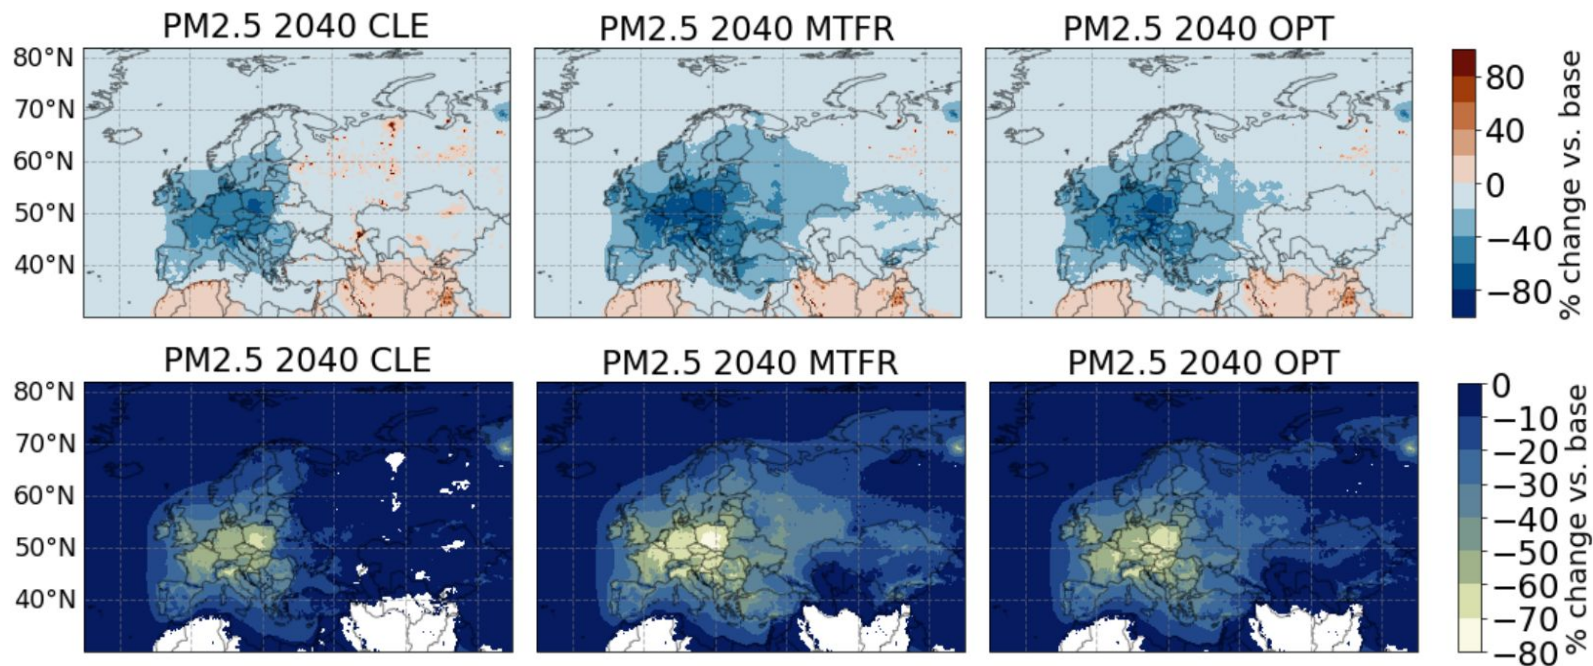 PM2.5 2040 CLE
PM2.5 2040 MTFR
PM2.5 2040 OPT
80°N
70°N
60°N
50°N
40°N
80
40
0
−40
−80
% change vs. base
PM2.5 2040 CLE
PM2.5 2040 MTFR
PM2.5 2040 OPT
80°N
70°N
60°N
50°N
40°N
0
−10
−20
−30
−40
−50
−60
−70
−80
% change vs. base